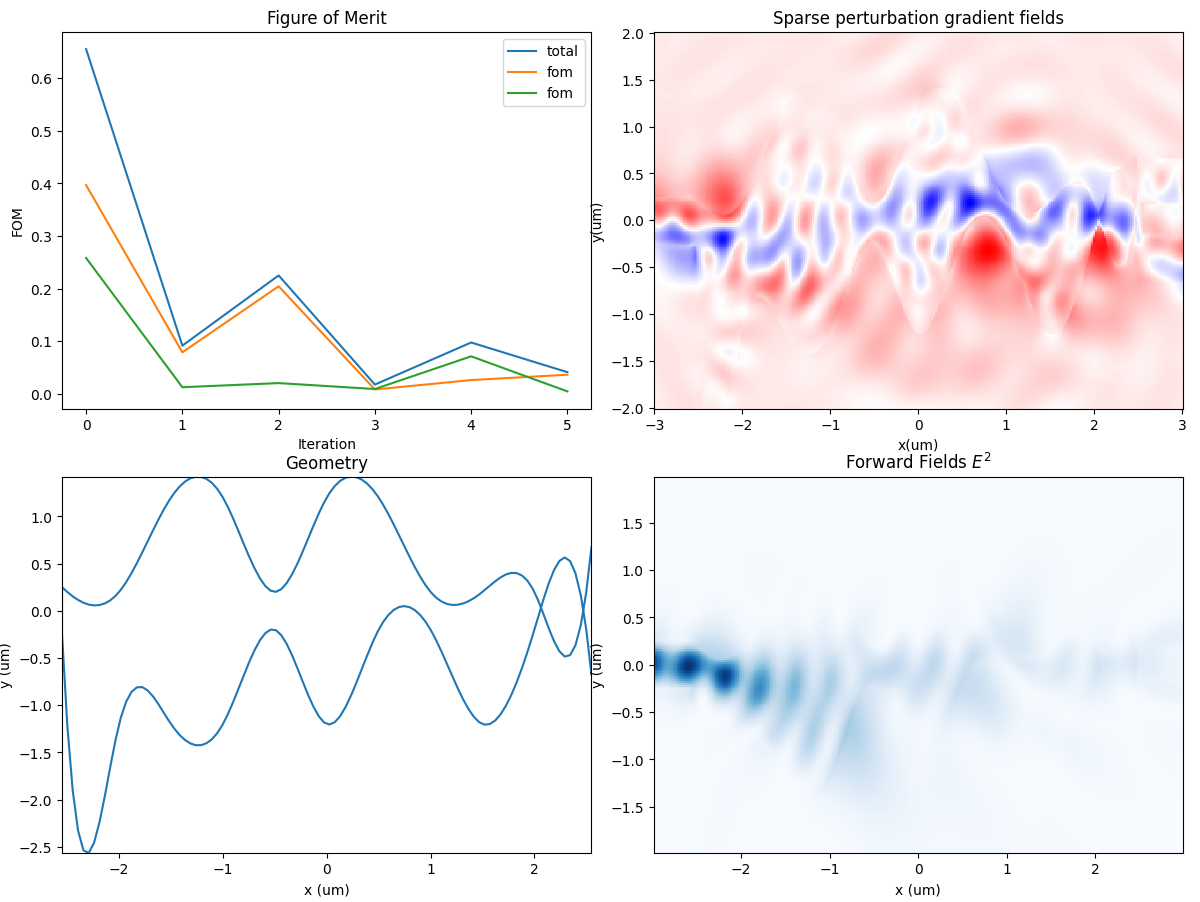 Figure of Merit
FOM
0.6
0.5
0.4
0.3
0.2
0.1
0.0
total
fom
fom
0 1 2 3 4 5
Iteration
Sparse perturbation gradient fields
y(um)
2.0
1.5
1.0
0.5
0.0
−0.5
−1.0
−1.5
−2.0
−3 −2 −1 0 1 2 3
x(um)
Geometry
y (um)
1.0
0.5
0.0
−0.5
−1.0
−1.5
−2.0
−2.5
−2 −1 0 1 2
x (um)
Forward Fields E²
y (um)
1.5
1.0
0.5
0.0
−0.5
−1.0
−1.5
−2 −1 0 1 2
x (um)